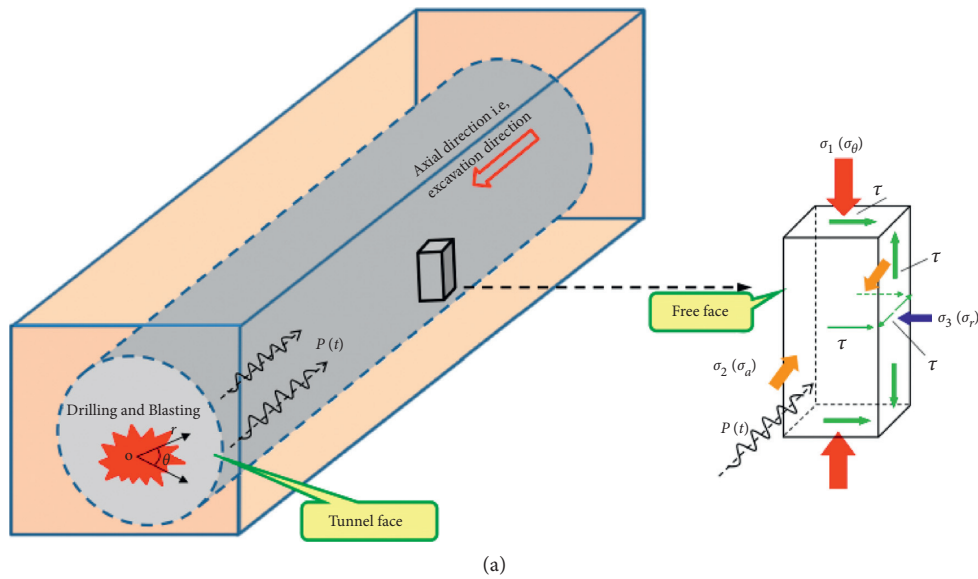 Axial direction i.e,
excavation direction
P (t)
Drilling and Blasting
r
o
θ
Tunnel face
σ1 (σθ)
τ
τ
Free face
σ3 (σr)
τ
τ
σ2 (σa)
P (t)
(a)